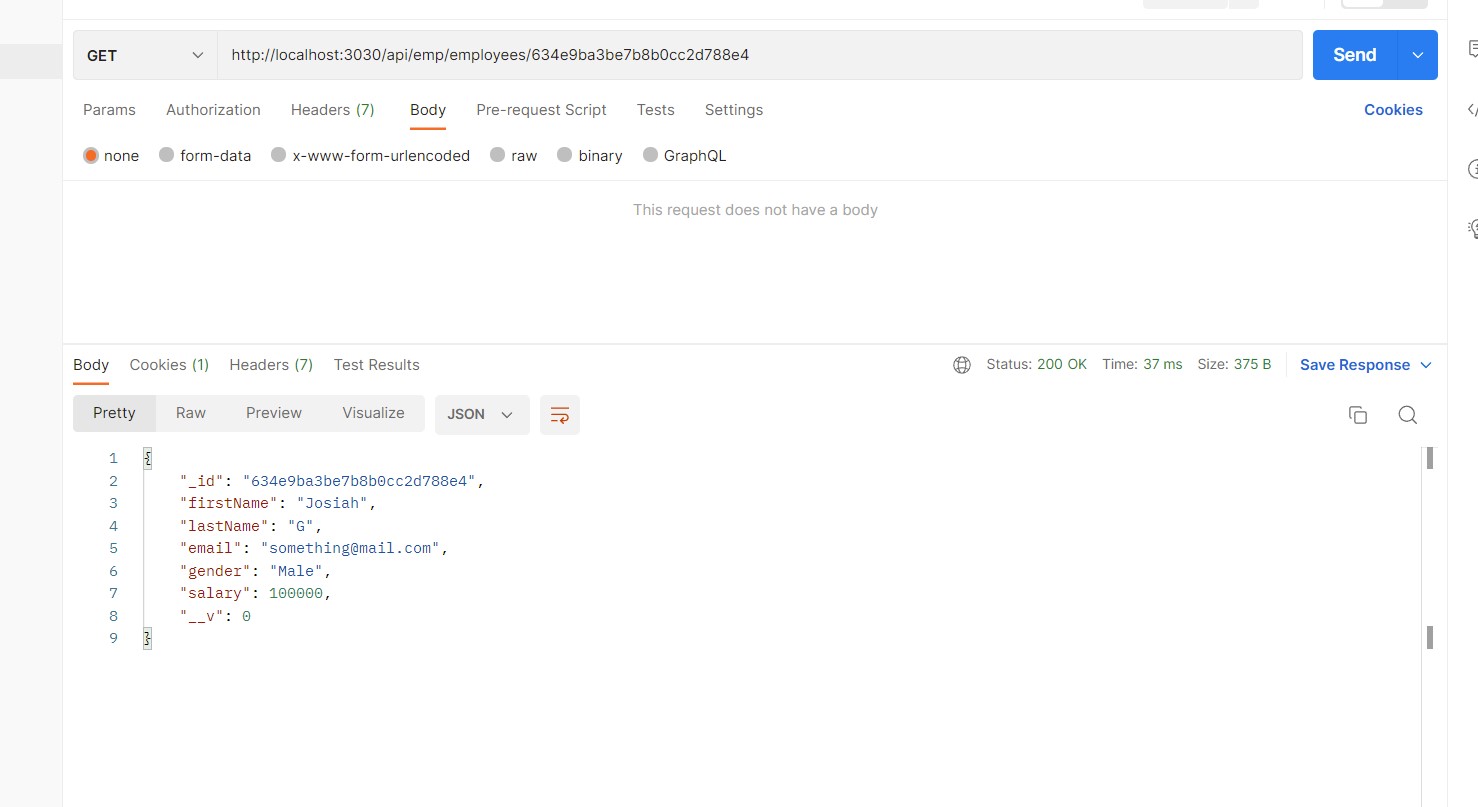 GET http://localhost:3030/api/emp/employees/634e9ba3be7b8b0cc2d788e4 Send
Params Authorization Headers (7) Body Pre-request Script Tests Settings Cookies
none form-data x-www-form-urlencoded raw binary GraphQL
This request does not have a body
Body Cookies (1) Headers (7) Test Results Status: 200 OK Time: 37 ms Size: 375 B Save Response
Pretty Raw Preview Visualize JSON
1 {
2 "_id": "634e9ba3be7b8b0cc2d788e4",
3 "firstName": "Josiah",
4 "lastName": "G",
5 "email": "something@mail.com",
6 "gender": "Male",
7 "salary": 100000,
8 "__v": 0
9 }